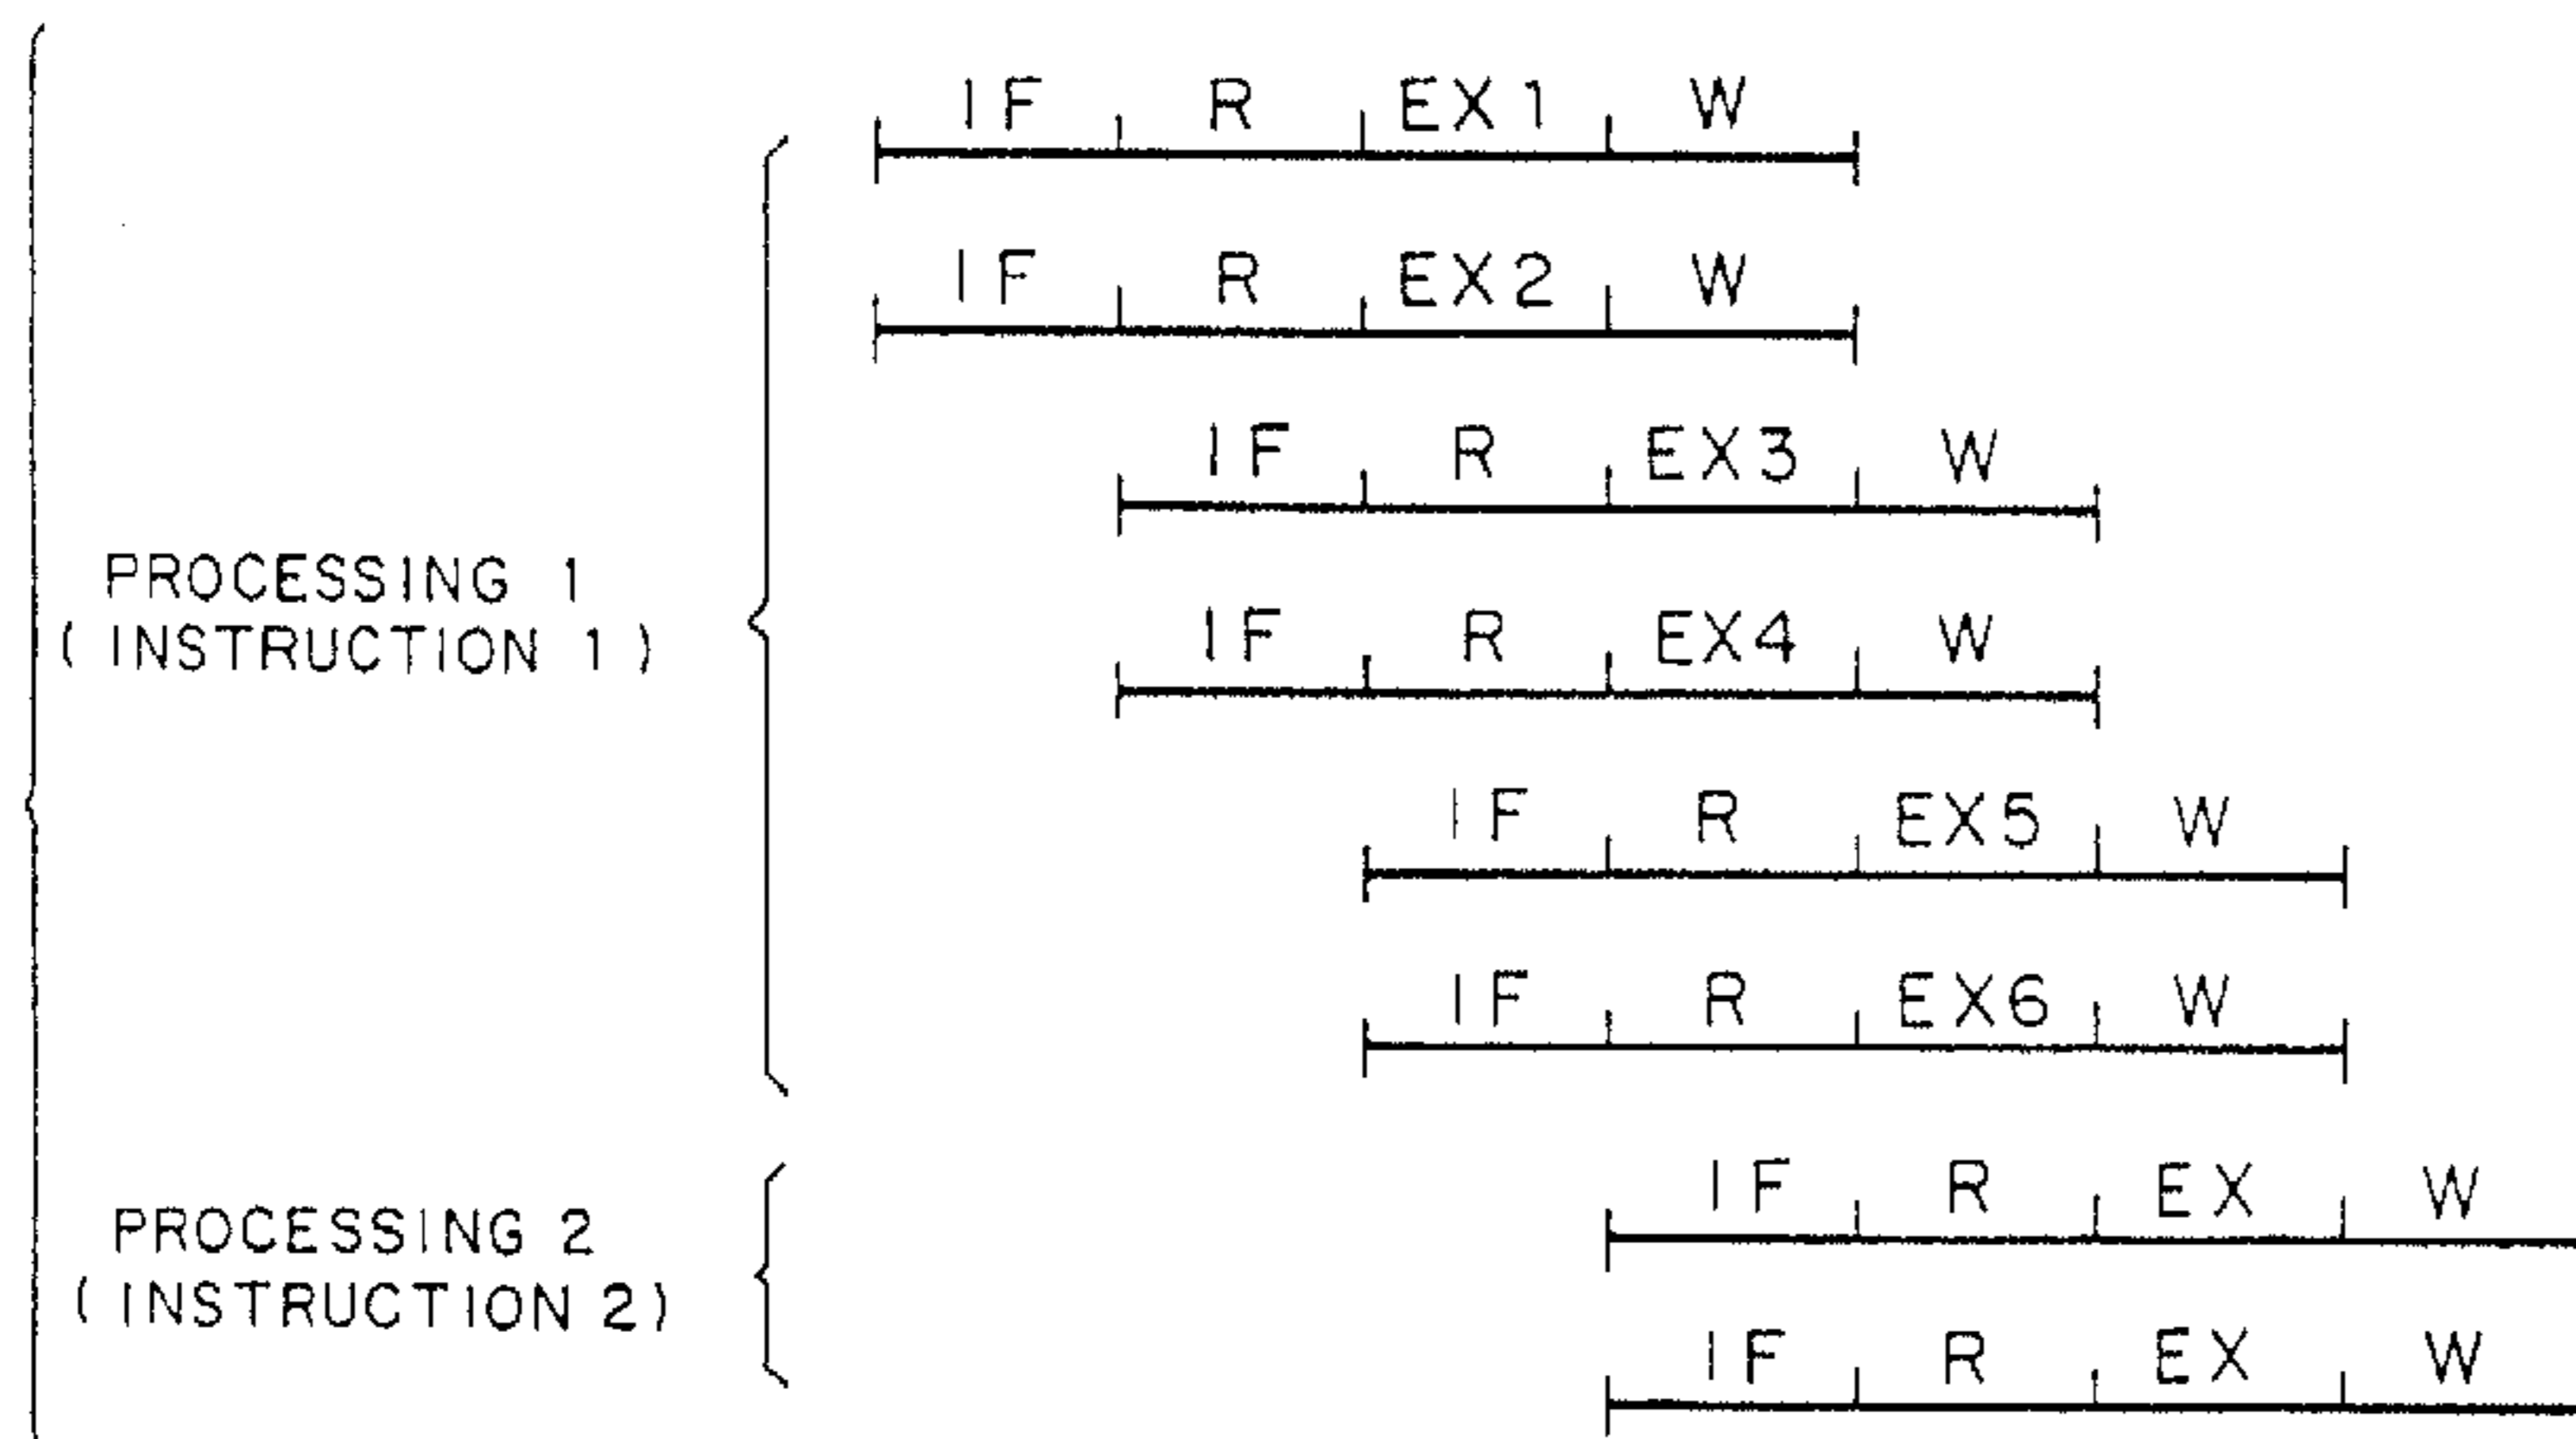 IF R EX1 W
IF R EX2 W
IF R EX3 W
PROCESSING 1
(INSTRUCTION 1)
IF R EX4 W
IF R EX5 W
IF R EX6 W
PROCESSING 2
(INSTRUCTION 2)
IF R EX W
IF R EX W